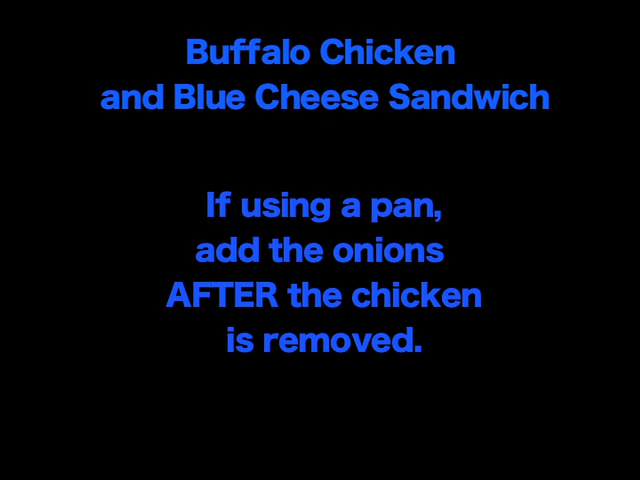 Buffalo Chicken
and Blue Cheese Sandwich
If using a pan,
add the onions
AFTER the chicken
is removed.